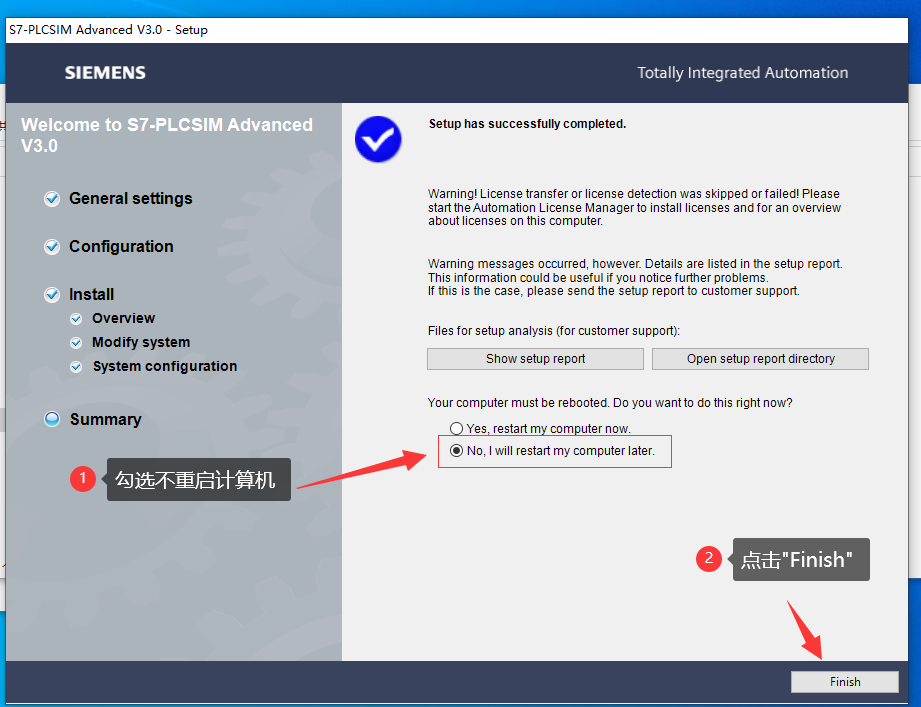 S7-PLCSIM Advanced V3.0 - Setup
SIEMENS
Totally Integrated Automation
Welcome to S7-PLCSIM Advanced
V3.0
General settings
Configuration
Install
Overview
Modify system
System configuration
Summary
Setup has successfully completed.
Warning! License transfer or license detection was skipped or failed! Please
start the Automation License Manager to install licenses and for an overview
about licenses on this computer.
Warning messages occurred, however. Details are listed in the setup report.
This information could be useful if you notice further problems.
If this is the case, please send the setup report to customer support.
Files for setup analysis (for customer support):
Show setup report
Open setup report directory
Your computer must be rebooted. Do you want to do this right now?
Yes, restart my computer now.
No, I will restart my computer later.
1
勾选不重启计算机
2
点击"Finish"
Finish